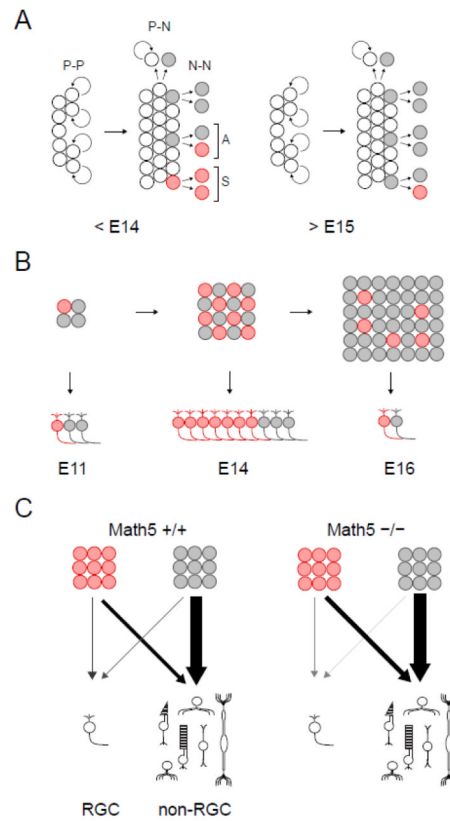 A
P-N
P-P
N-N
A
S
< E14
> E15
B
E11
E14
E16
C
Math5 +/+
Math5 −/−
RGC
non-RGC